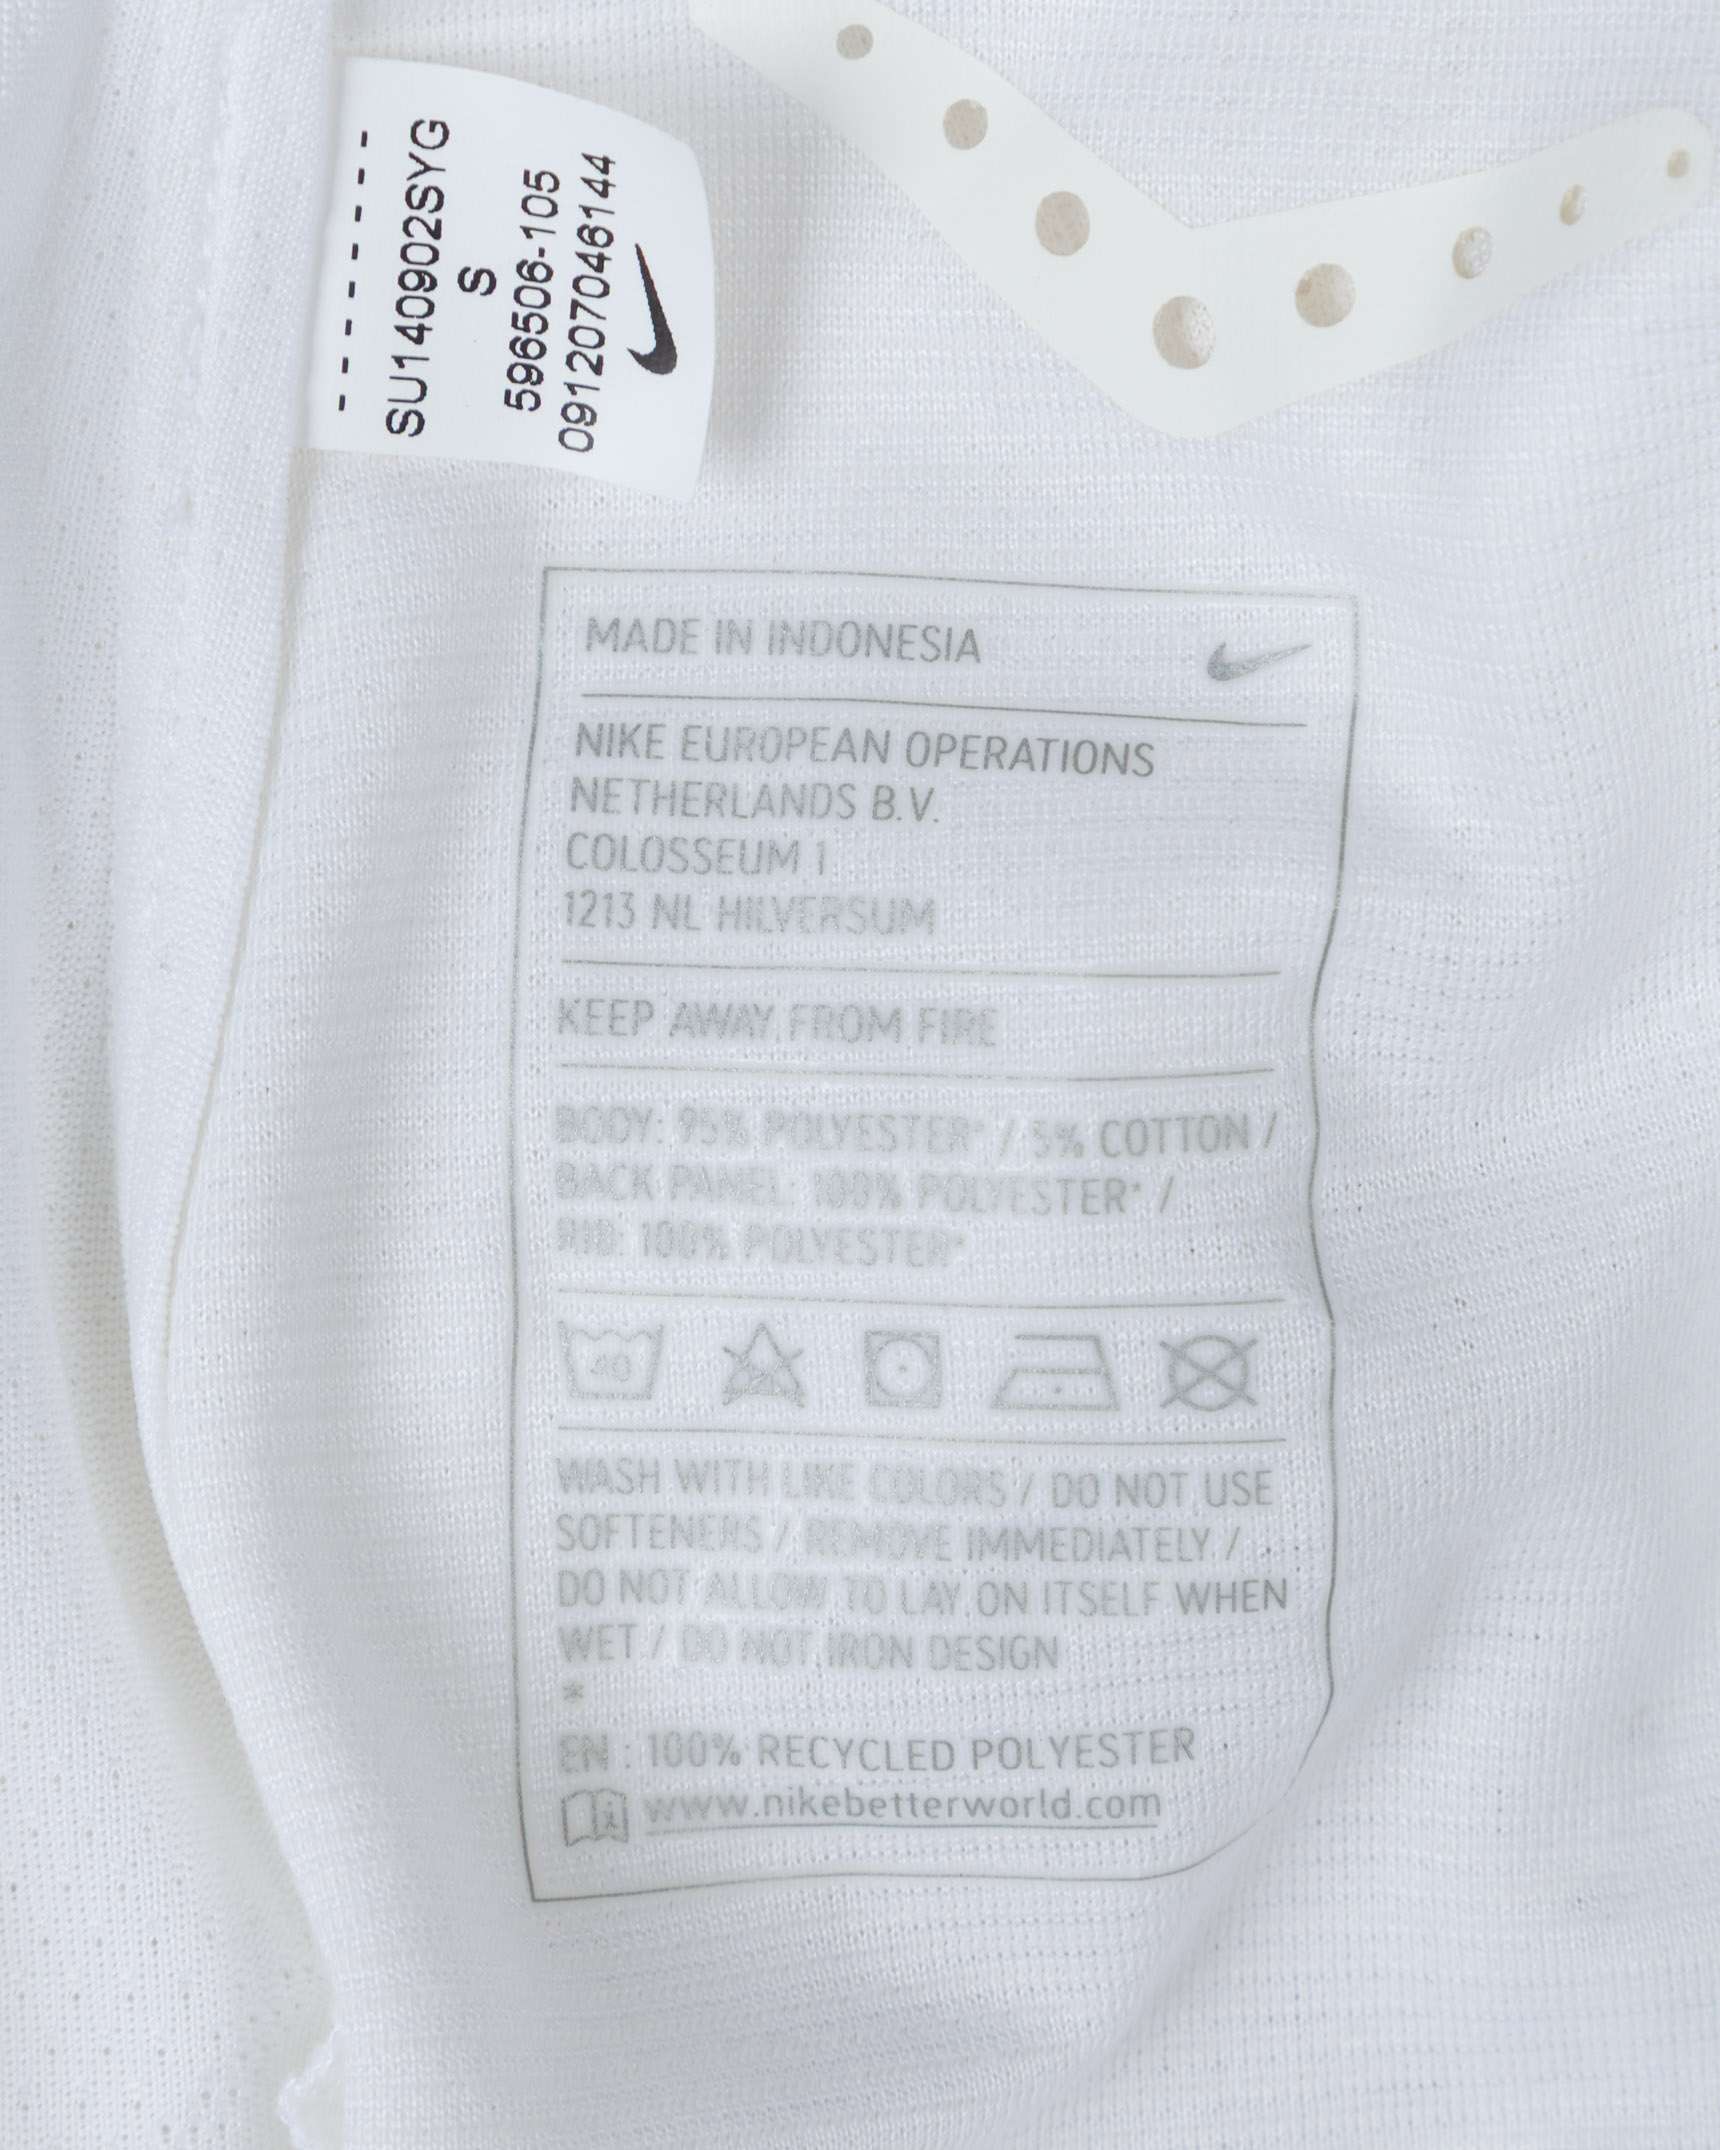 SU140902SYG
S
596506-105
091207046144
MADE IN INDONESIA
NIKE EUROPEAN OPERATIONS
NETHERLANDS B.V.
COLOSSEUM 1
1213 NL HILVERSUM
KEEP AWAY FROM FIRE
BODY: 95% POLYESTER* / 5% COTTON /
BACK PANEL: 100% POLYESTER* /
RIB: 100% POLYESTER*
40
WASH WITH LIKE COLORS / DO NOT USE
SOFTENERS / REMOVE IMMEDIATELY /
DO NOT ALLOW TO LAY ON ITSELF WHEN
WET / DO NOT IRON DESIGN
*
EN : 100% RECYCLED POLYESTER
www.nikebetterworld.com